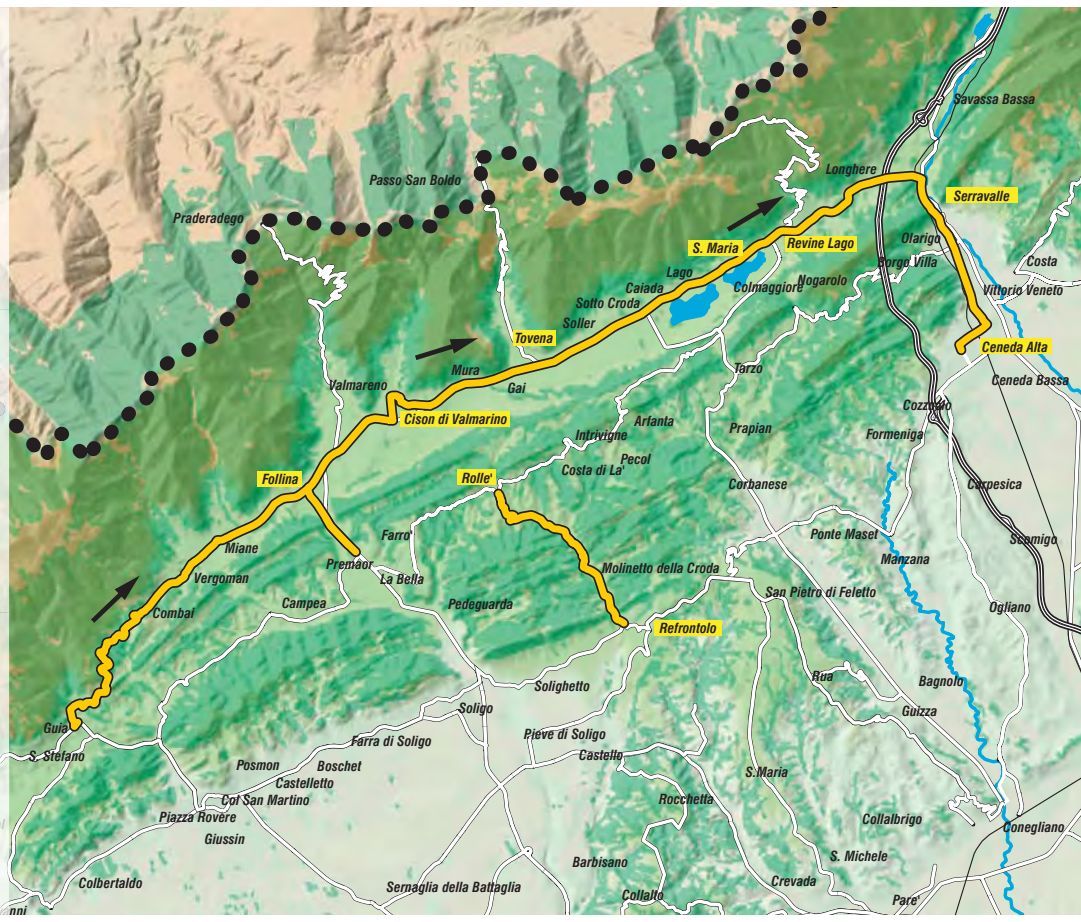 Savassa Bassa
Longhere
Passo San Boldo
Serravalle
Praderadego
Olarigo
S. Maria
Revine Lago
Costa
Borgo Villa
Lago
Nogarolo
Caiada
Colmaggiore
Vittorio Veneto
Sotto Croda
Soller
Tovena
Ceneda Alta
Mura
Tarzo
Valmareno
Gai
Ceneda Bassa
Cozzuolo
Cison di Valmarino
Arfanta
Prapian
Formeniga
Intrivigne
Pecol
Costa di La'
Follina
Rolle'
Corbanese
Carpesica
Farro'
Ponte Maset
Scomigo
Miane
Premaor
Manzana
Molinetto della Croda
Vergoman
La Bella
San Pietro di Feletto
Campea
Pedeguarda
Combai
Ogliano
Refrontolo
Rua
Bagnolo
Solighetto
Guizza
Soligo
Guia
Pieve di Soligo
Farra di Soligo
S. Stefano
Castello
Posmon
Boschet
S.Maria
Castelletto
Col San Martino
Rocchetta
Piazza Rovere
Collalbrigo
Conegliano
Giussin
S. Michele
Barbisano
Colbertaldo
Crevada
Sernaglia della Battaglia
Collalto
Pare'
nni